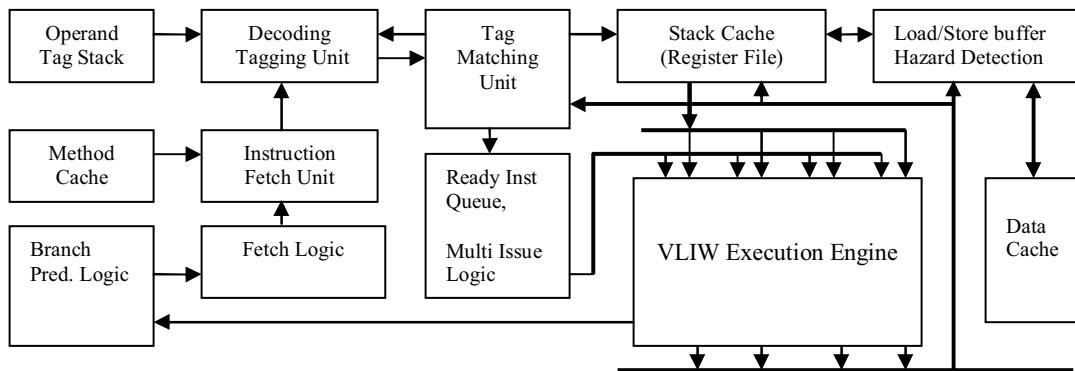 Operand
Tag Stack
Decoding
Tagging Unit
Tag
Matching
Unit
Stack Cache
(Register File)
Load/Store buffer
Hazard Detection
Method
Cache
Instruction
Fetch Unit
Ready Inst
Queue,
Multi Issue
Logic
Branch
Pred. Logic
Fetch Logic
VLIW Execution Engine
Data
Cache